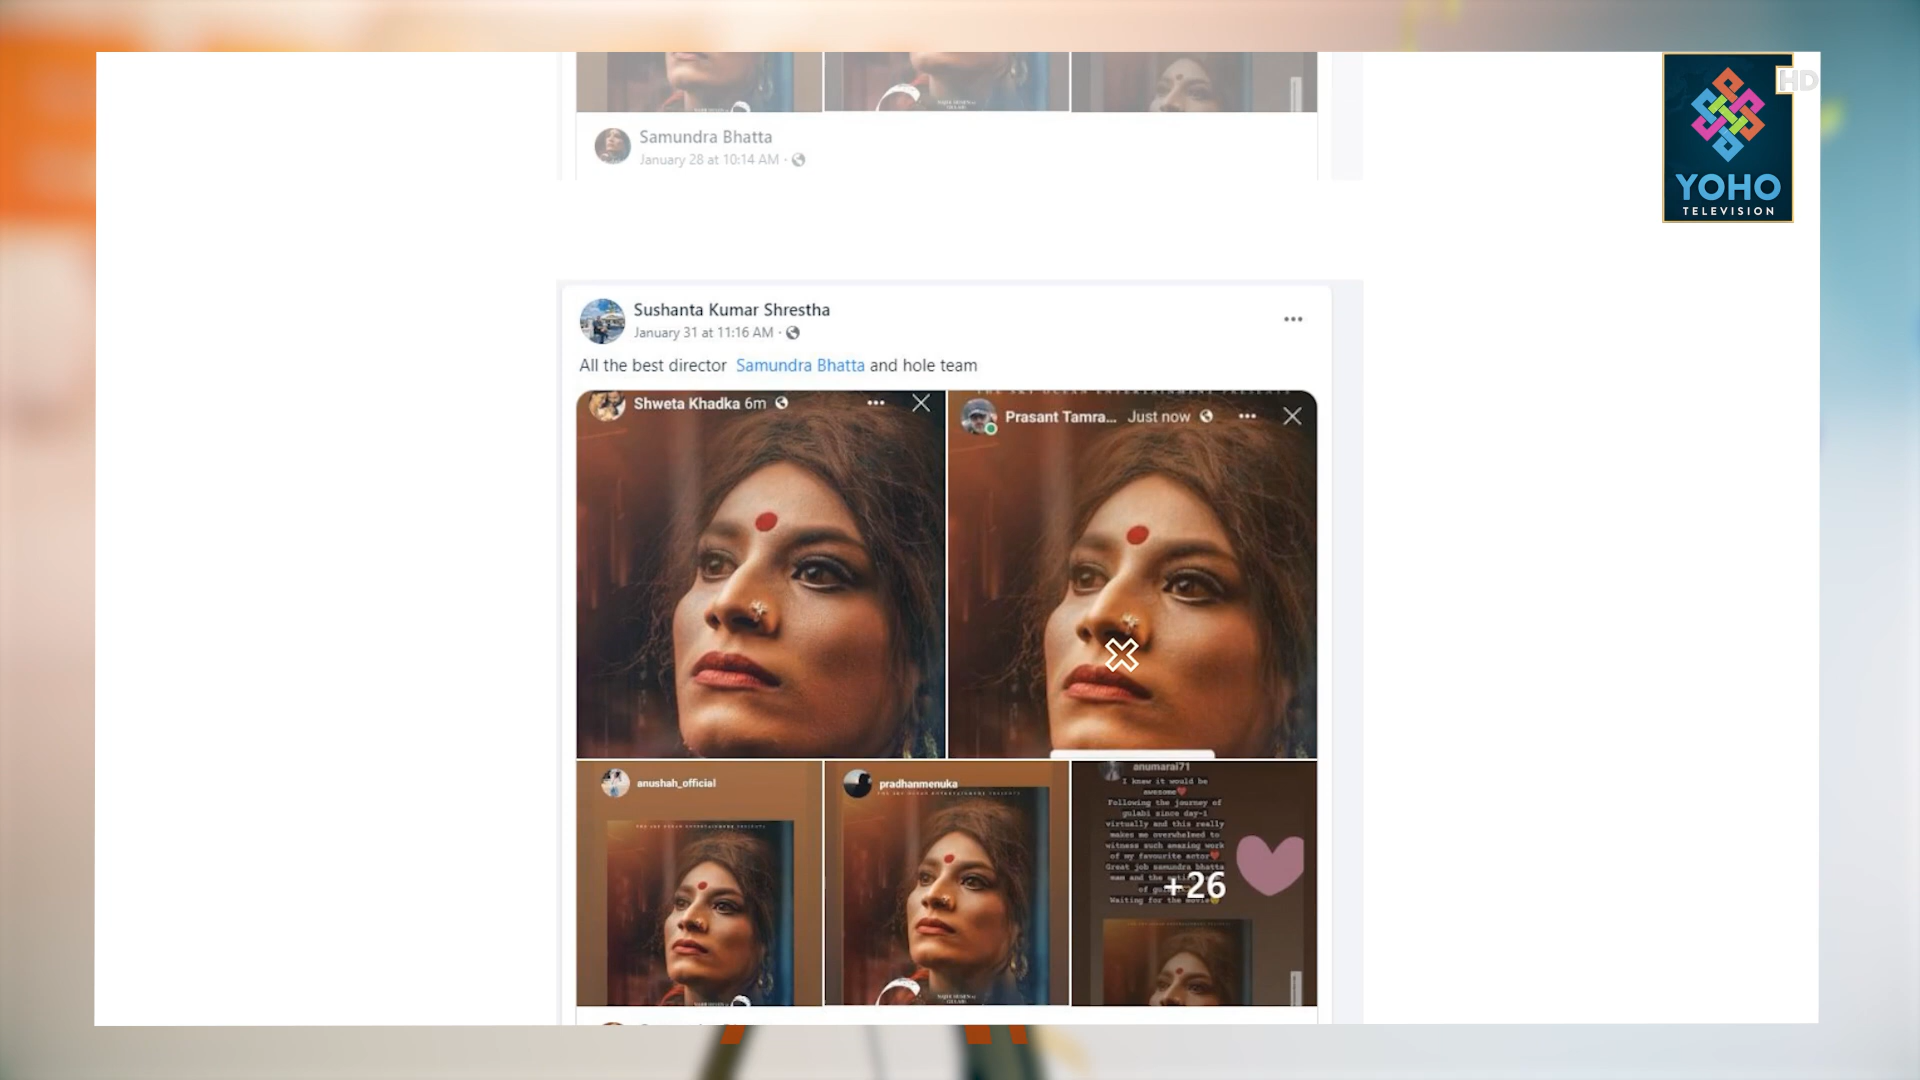 Samundra Bhatta
January 28 at 10:14 AM ·
HD
YOHO
TELEVISION
Sushanta Kumar Shrestha
January 31 at 11:16 AM ·
All the best director Samundra Bhatta and hole team
Shweta Khadka 6m
Prasant Tamra... Just now
anushah_official
pradhanmenuka
anumarai71
I knew it would be
awesome❤
Following the journey of
gulabi since day-1
virtually and this really
makes me overwhelmed to
witness such amazing work
of my favourite actor❤
Great job samundra bhatta
mam and the
+26
of
Waiting for the movie